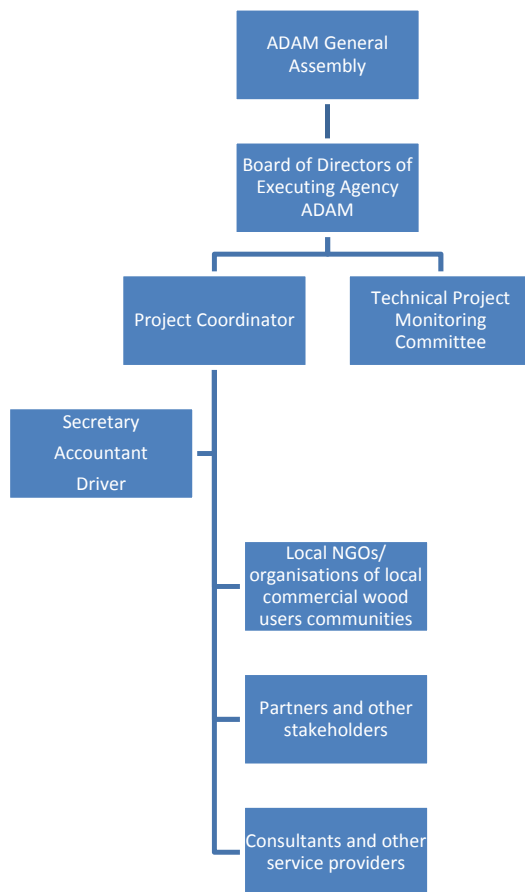 ADAM General
Assembly
Board of Directors of
Executing Agency
ADAM
Project Coordinator
Technical Project
Monitoring
Committee
Secretary
Accountant
Driver
Local NGOs/
organisations of local
commercial wood
users communities
Partners and other
stakeholders
Consultants and other
service providers